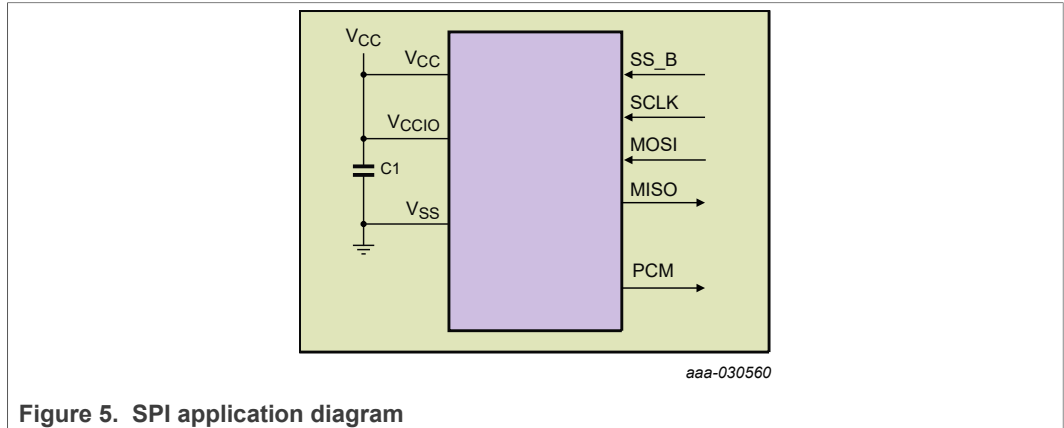 VCC
VCC
VCCIO
C1
VSS
SS_B
SCLK
MOSI
MISO
PCM
aaa-030560
Figure 5. SPI application diagram